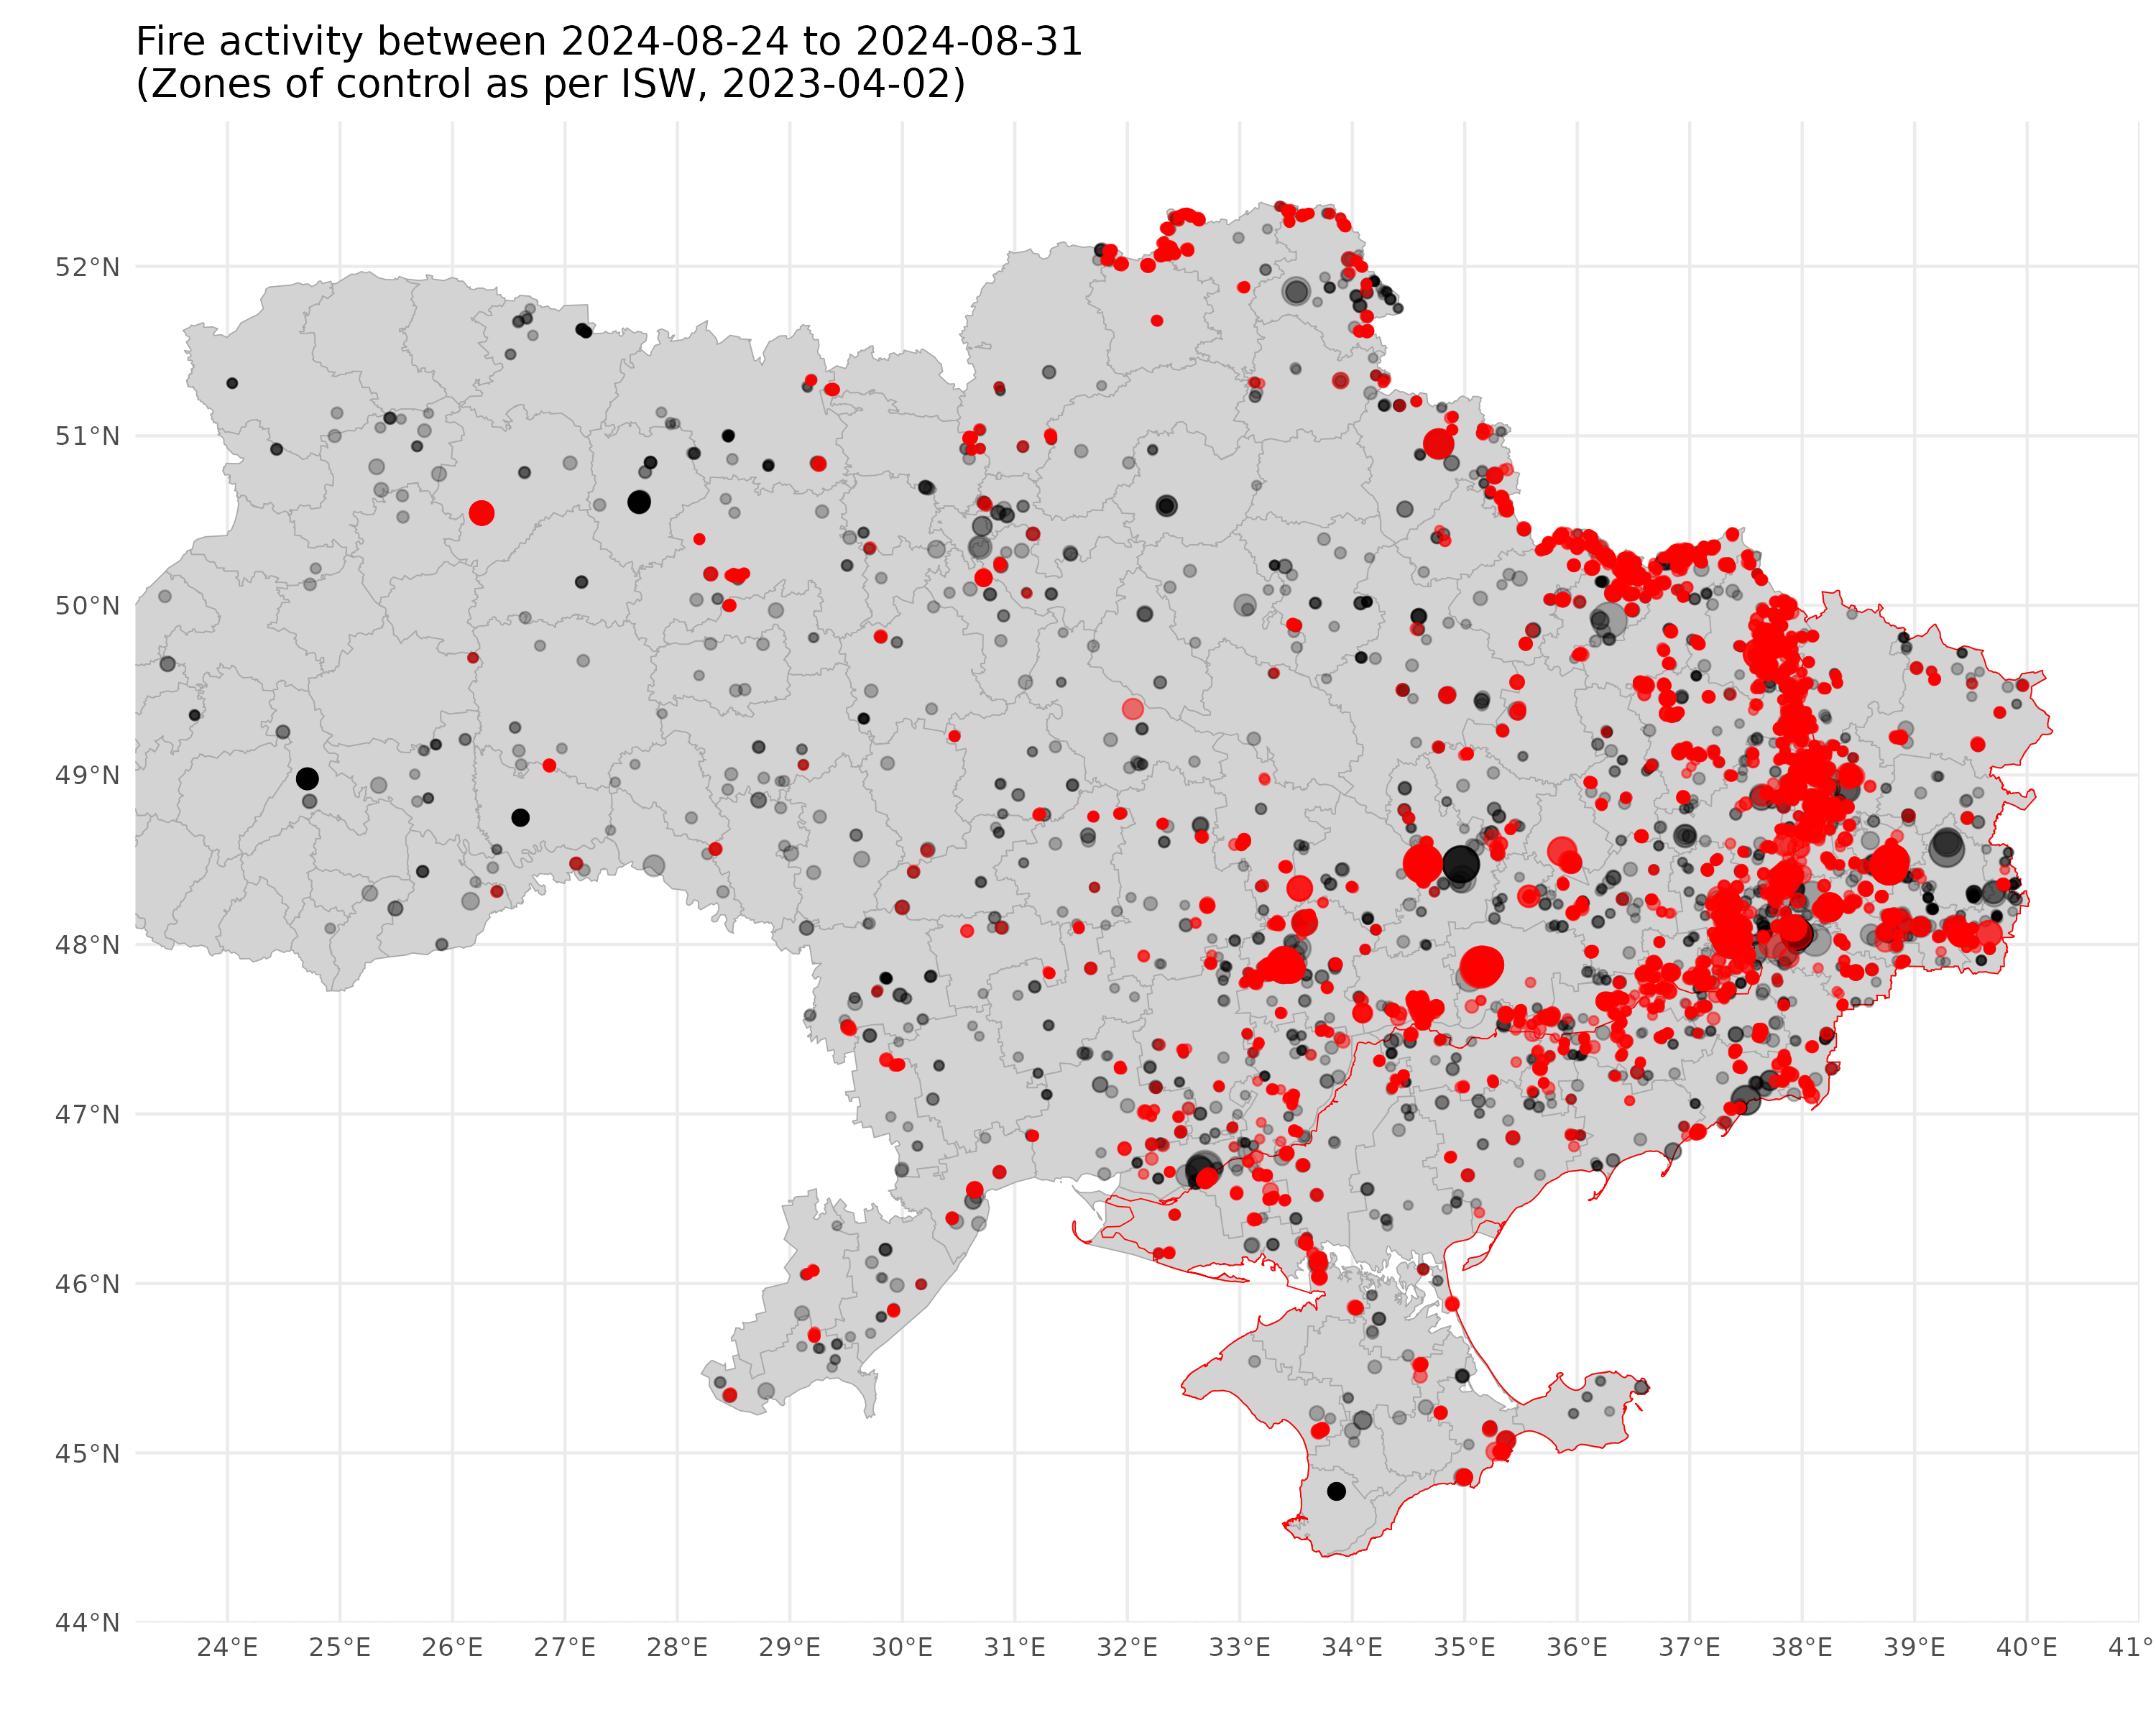 Fire activity between 2024-08-24 to 2024-08-31
(Zones of control as per ISW, 2023-04-02)
52°N
51°N
50°N
49°N
48°N
47°N
46°N
45°N
44°N
24°E 25°E 26°E 27°E 28°E 29°E 30°E 31°E 32°E 33°E 34°E 35°E 36°E 37°E 38°E 39°E 40°E 41°